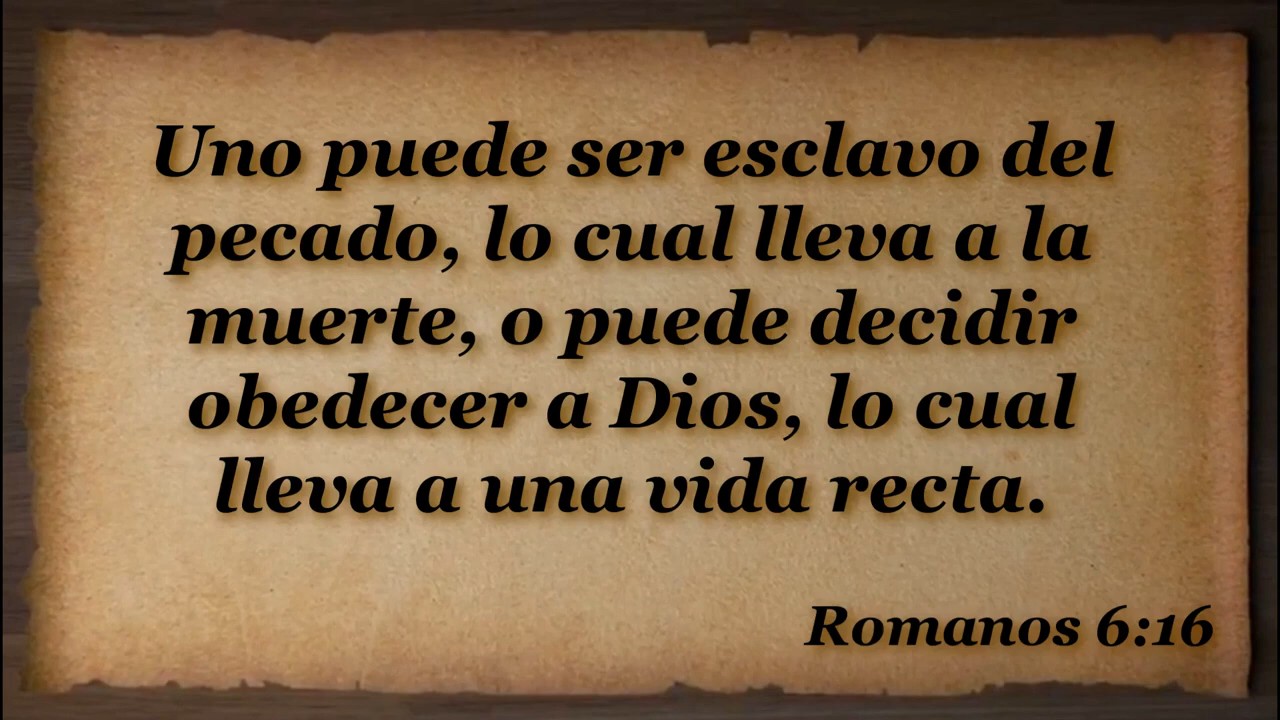 Uno puede ser esclavo del
pecado, lo cual lleva a la
muerte, o puede decidir
obedecer a Dios, lo cual
lleva a una vida recta.
Romanos 6:16